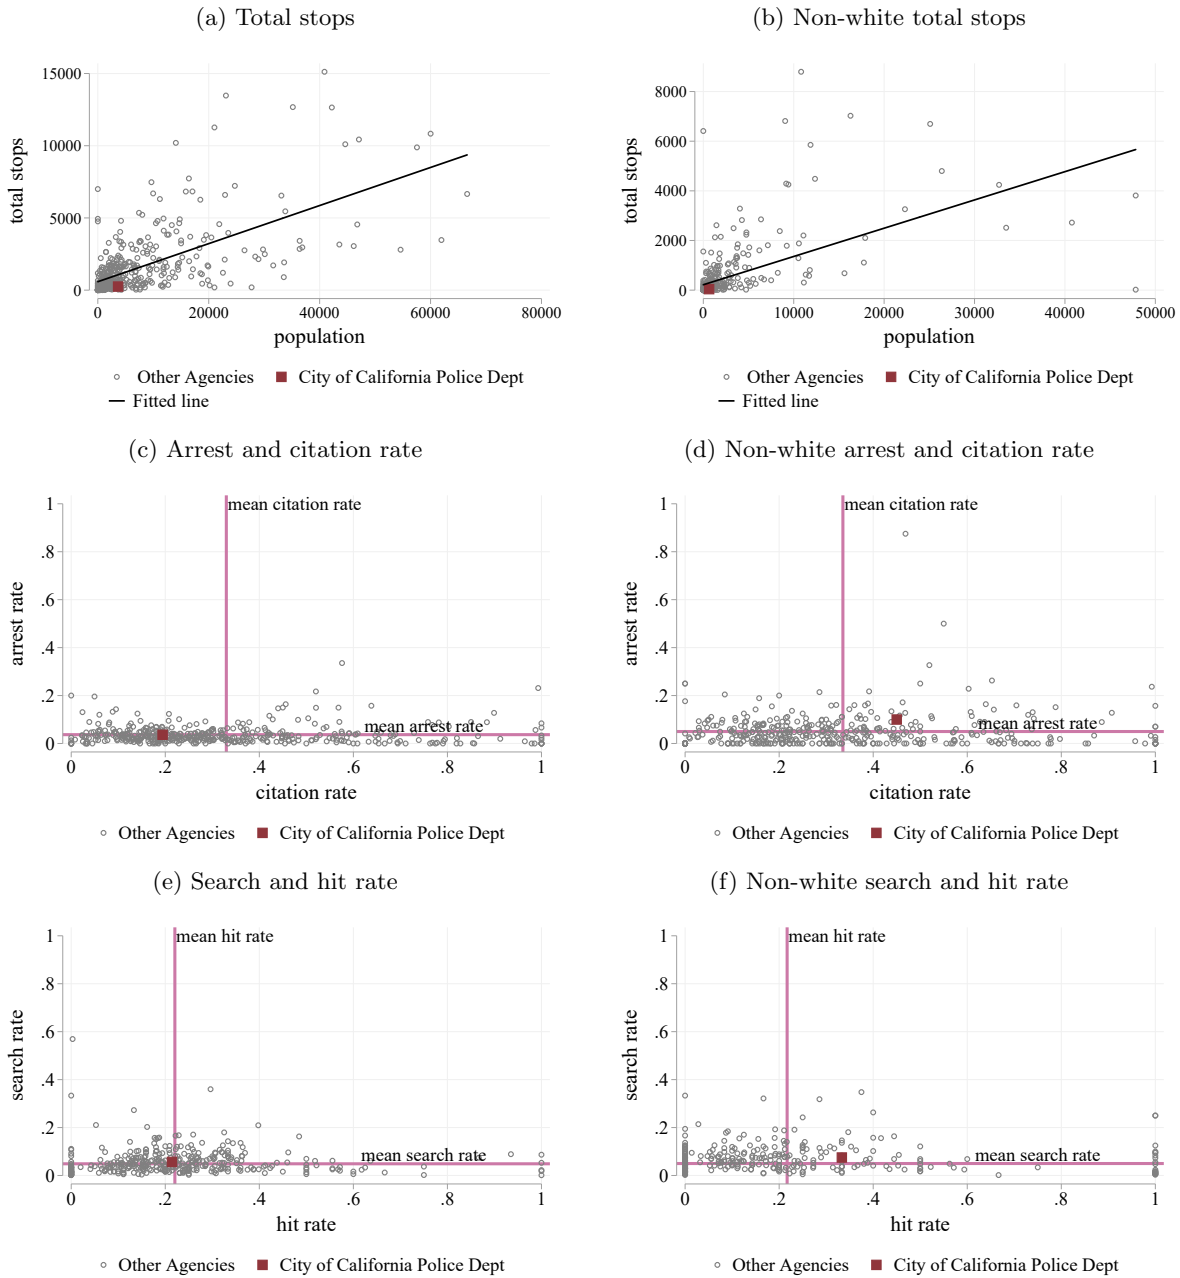 (a) Total stops
(b) Non-white total stops
total stops
15000
10000
5000
0
0 20000 40000 60000 80000
population
Other Agencies City of California Police Dept
Fitted line
total stops
8000
6000
4000
2000
0
0 10000 20000 30000 40000 50000
population
Other Agencies City of California Police Dept
Fitted line
(c) Arrest and citation rate
(d) Non-white arrest and citation rate
arrest rate
1
.8
.6
.4
.2
0
mean citation rate
mean arrest rate
0 .2 .4 .6 .8 1
citation rate
Other Agencies City of California Police Dept
arrest rate
1
.8
.6
.4
.2
0
mean citation rate
mean arrest rate
0 .2 .4 .6 .8 1
citation rate
Other Agencies City of California Police Dept
(e) Search and hit rate
(f) Non-white search and hit rate
search rate
1
.8
.6
.4
.2
0
mean hit rate
mean search rate
0 .2 .4 .6 .8 1
hit rate
Other Agencies City of California Police Dept
search rate
1
.8
.6
.4
.2
0
mean hit rate
mean search rate
0 .2 .4 .6 .8 1
hit rate
Other Agencies City of California Police Dept